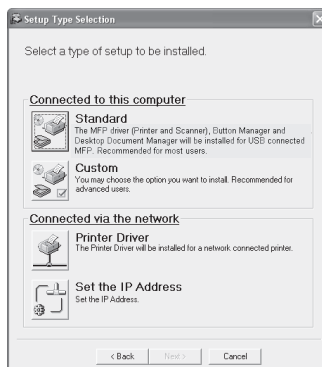 Setup Type Selection
Select a type of setup to be installed.
Connected to this computer
Standard
The MFP driver (Printer and Scanner), Button Manager and
Desktop Document Manager will be installed for USB connected
MFP. Recommended for most users.
Custom
You may choose the option you want to install. Recommended for
advanced users.
Connected via the network
Printer Driver
The Printer Driver will be installed for a network connected printer.
Set the IP Address
Set the IP Address.
< Back
Next >
Cancel